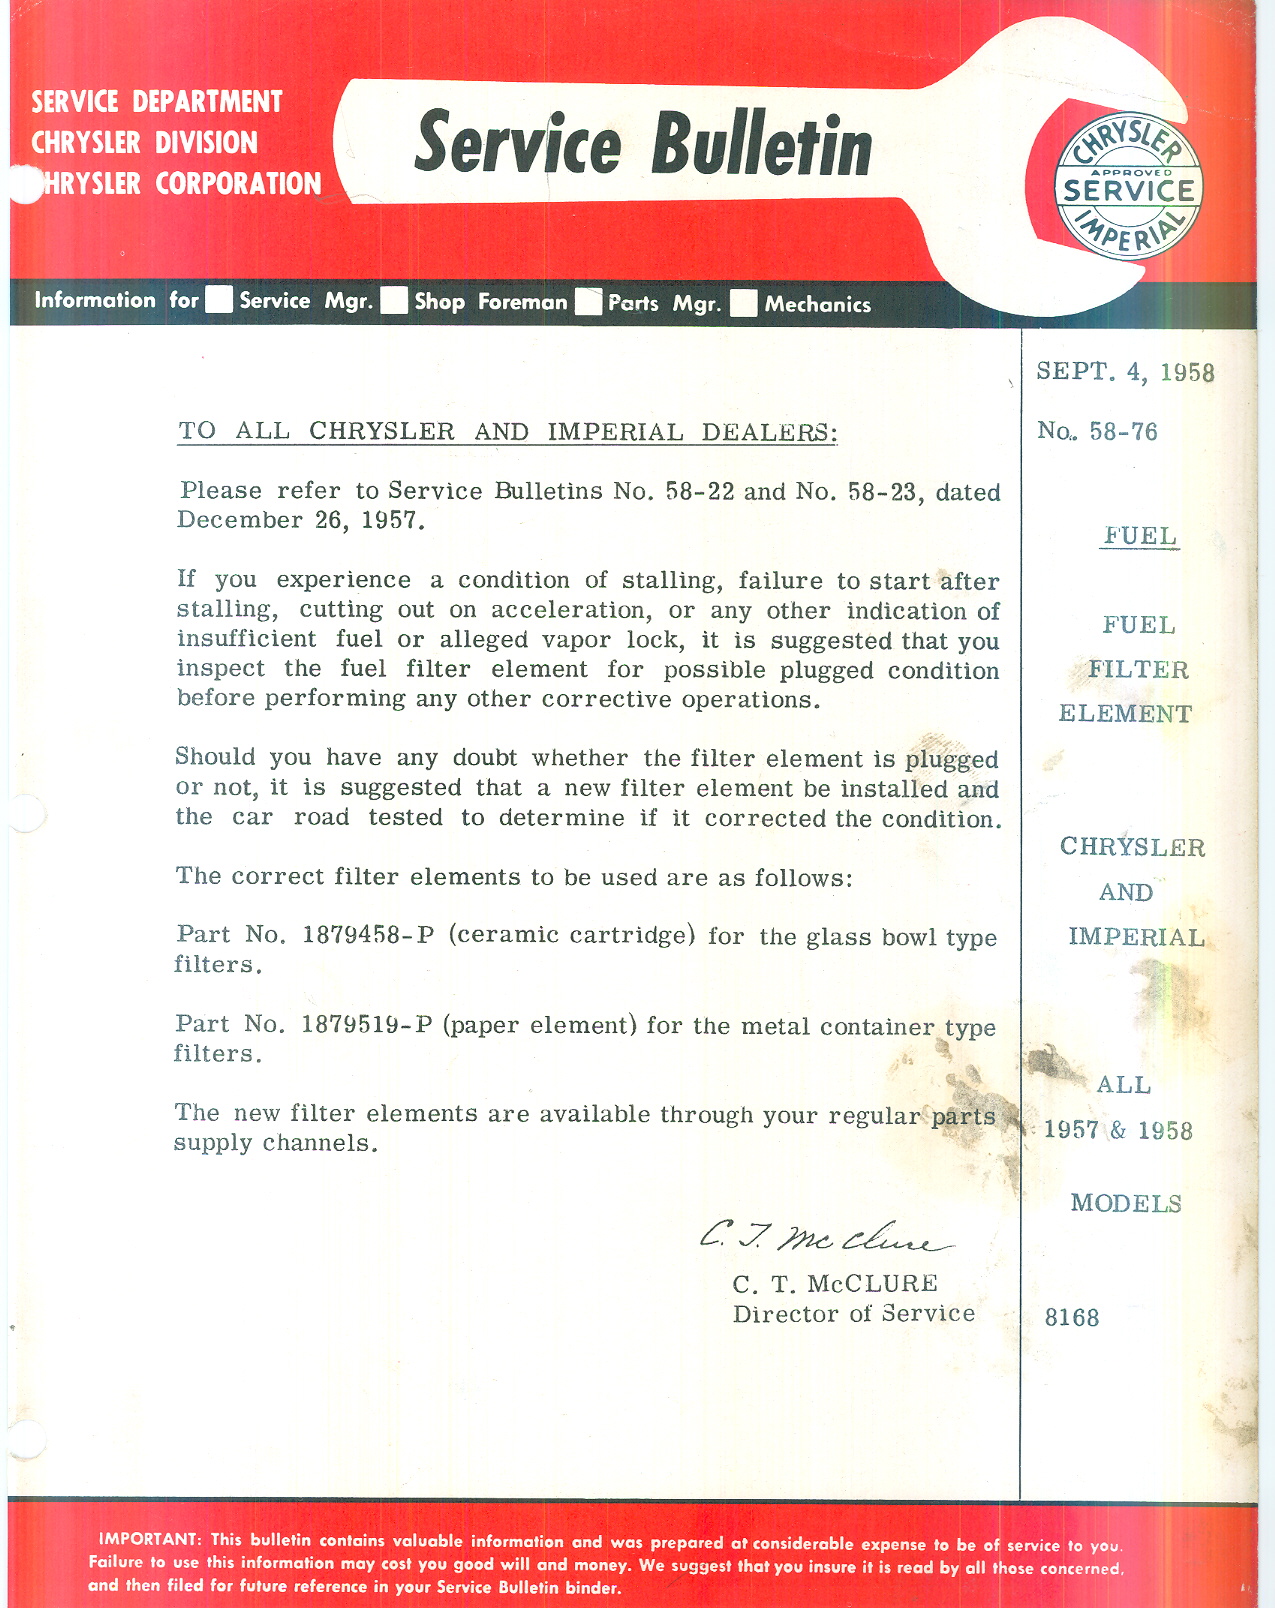 SERVICE DEPARTMENT
CHRYSLER DIVISION
HRYSLER CORPORATION
Service Bulletin
CHRYSLER
APPROVED
SERVICE
IMPERIAL
Information for Service Mgr. Shop Foreman Parts Mgr. Mechanics
SEPT. 4, 1958
No. 58-76
FUEL
FUEL
FILTER
ELEMENT
CHRYSLER
AND
IMPERIAL
ALL
1957 & 1958
MODELS
8168
TO ALL CHRYSLER AND IMPERIAL DEALERS:
Please refer to Service Bulletins No. 58-22 and No. 58-23, dated
December 26, 1957.
If you experience a condition of stalling, failure to start after
stalling, cutting out on acceleration, or any other indication of
insufficient fuel or alleged vapor lock, it is suggested that you
inspect the fuel filter element for possible plugged condition
before performing any other corrective operations.
Should you have any doubt whether the filter element is plugged
or not, it is suggested that a new filter element be installed and
the car road tested to determine if it corrected the condition.
The correct filter elements to be used are as follows:
Part No. 1879458-P (ceramic cartridge) for the glass bowl type
filters.
Part No. 1879519-P (paper element) for the metal container type
filters.
The new filter elements are available through your regular parts
supply channels.
C. T. McClure
C. T. McCLURE
Director of Service
IMPORTANT: This bulletin contains valuable information and was prepared at considerable expense to be of service to you.
Failure to use this information may cost you good will and money. We suggest that you insure it is read by all those concerned,
and then filed for future reference in your Service Bulletin binder.